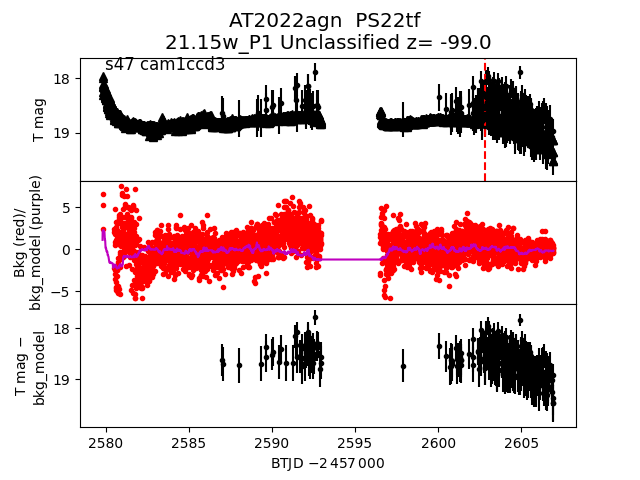 AT2022agn  PS22tf
21.15w_P1 Unclassified z= -99.0
s47 cam1ccd3
18
19
T mag
5
0
−5
Bkg (red)/
bkg_model (purple)
18
19
T mag −
bkg_model
2580
2585
2590
2595
2600
2605
BTJD −2 457 000